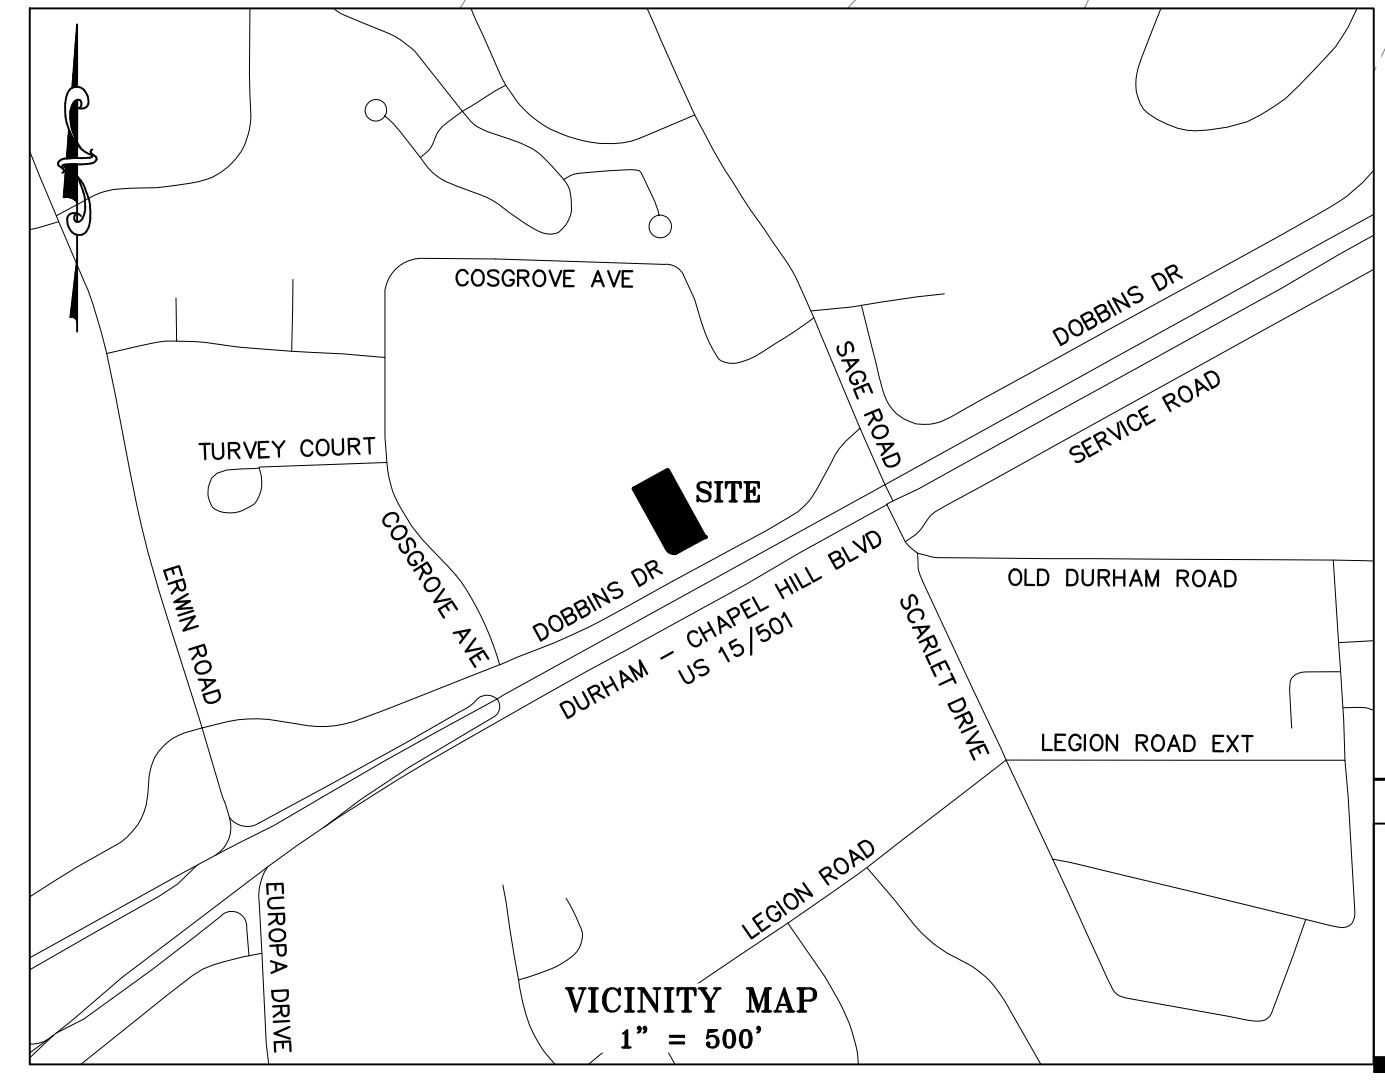 COSGROVE AVE
DOBBINS DR
SAGE ROAD
SERVICE ROAD
TURVEY COURT
SITE
COSGROVE AVE
DOBBINS DR
DURHAM - CHAPEL HILL BLVD
US 15/501
ERWIN ROAD
OLD DURHAM ROAD
SCARLET DRIVE
LEGION ROAD EXT
LEGION ROAD
EUROPA DRIVE
VICINITY MAP
1" = 500'